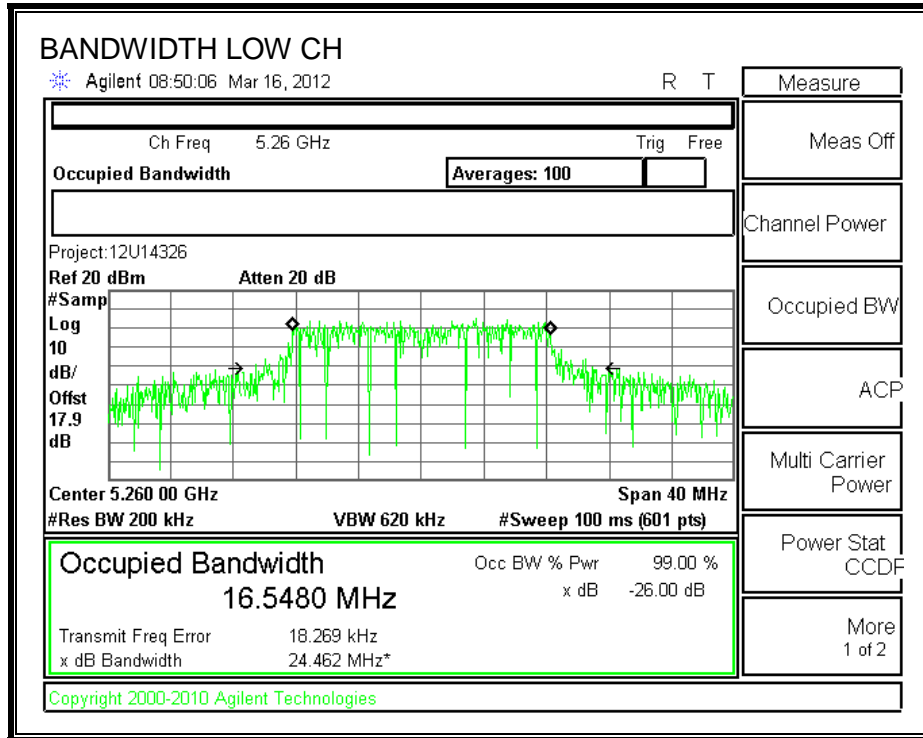 BANDWIDTH LOW CH
Agilent 08:50:06 Mar 16, 2012 R T
Measure
Ch Freq 5.26 GHz Trig Free
Occupied Bandwidth Averages: 100
Project:12U14326
Ref 20 dBm Atten 20 dB
#Samp
Log
10
dB/
Offst
17.9
dB
Center 5.260 00 GHz Span 40 MHz
#Res BW 200 kHz VBW 620 kHz #Sweep 100 ms (601 pts)
Occupied Bandwidth
16.5480 MHz
Occ BW % Pwr 99.00 %
x dB -26.00 dB
Transmit Freq Error 18.269 kHz
x dB Bandwidth 24.462 MHz*
Copyright 2000-2010 Agilent Technologies
Meas Off
Channel Power
Occupied BW
ACP
Multi Carrier
Power
Power Stat
CCDF
More
1 of 2